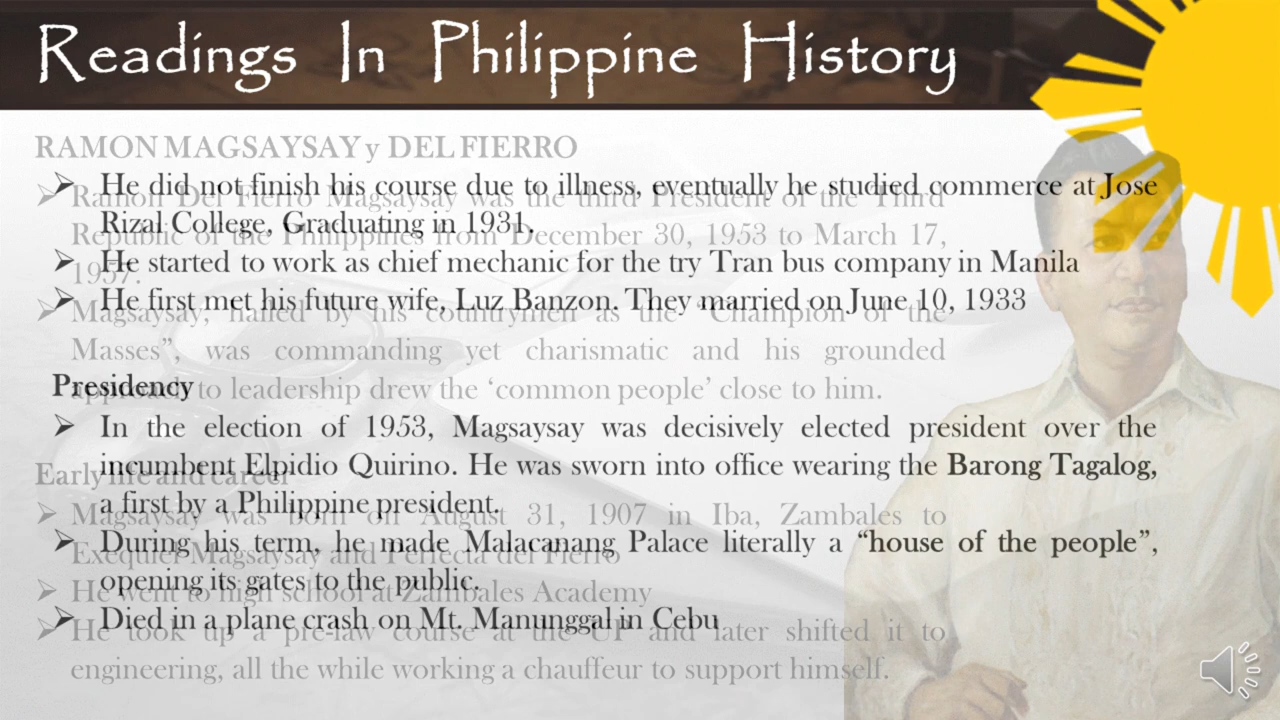 Readings In Philippine History
RAMON MAGSAYSAY y DEL FIERRO
Ramon Del Fierro Magsaysay was the third President of the Third
Republic of the Philippines from December 30, 1953 to March 17,
1957.
Magsaysay, hailed by his countrymen as the “Champion of the
Masses”, was commanding yet charismatic and his grounded
to leadership drew the ‘common people’ close to him.
Early life and career
Magsaysay was born on August 31, 1907 in Iba, Zambales to
Exequiel Magsaysay and Perfecta del Fierro
He went to high school at Zambales Academy
He took up a pre-law course at the UP and later shifted it to
engineering, all the while working a chauffeur to support himself.
He did not finish his course due to illness, eventually he studied commerce at Jose
Rizal College, Graduating in 1931.
He started to work as chief mechanic for the try Tran bus company in Manila
He first met his future wife, Luz Banzon. They married on June 10, 1933
Presidency
In the election of 1953, Magsaysay was decisively elected president over the
incumbent Elpidio Quirino. He was sworn into office wearing the Barong Tagalog,
a first by a Philippine president.
During his term, he made Malacanang Palace literally a “house of the people”,
opening its gates to the public.
Died in a plane crash on Mt. Manunggal in Cebu